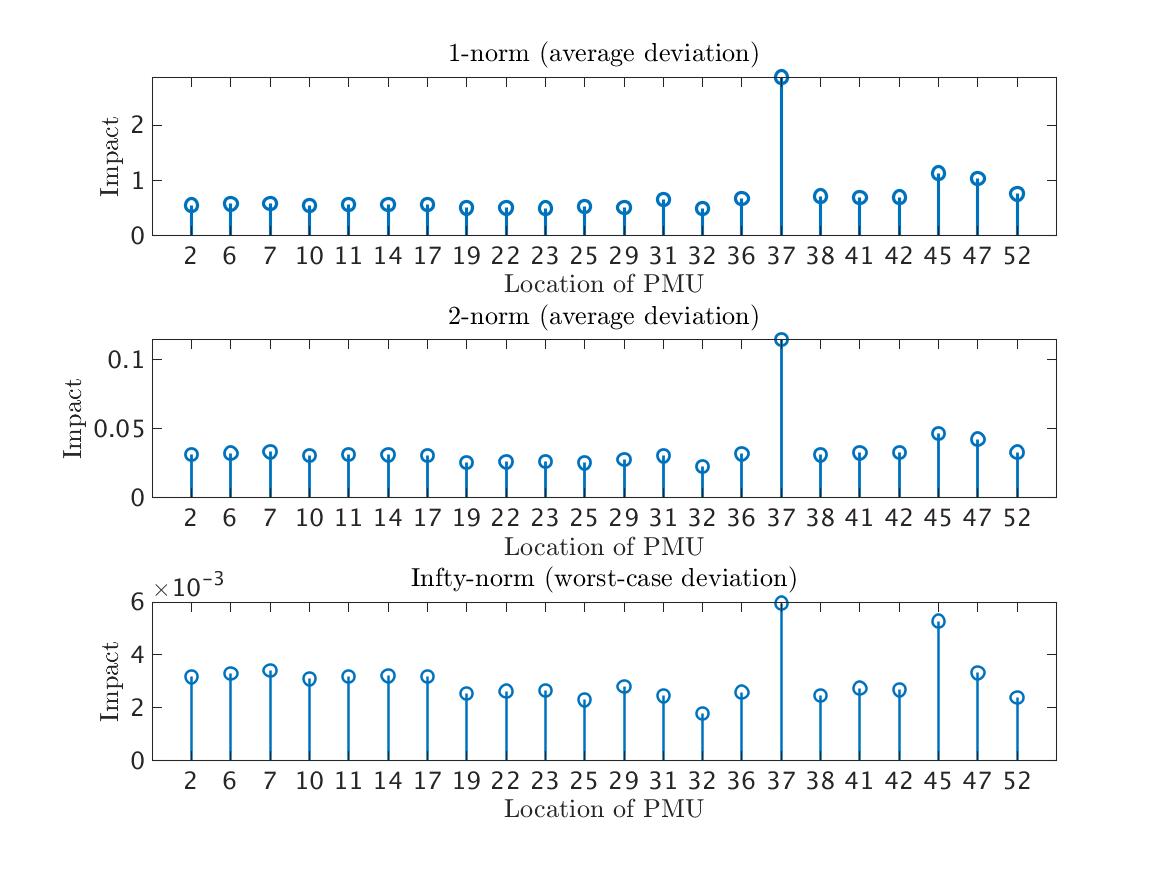 1-norm (average deviation)
Impact
2
1
0
2 6 7 10 11 14 17 19 22 23 25 29 31 32 36 37 38 41 42 45 47 52
Location of PMU
2-norm (average deviation)
Impact
0.1
0.05
0
2 6 7 10 11 14 17 19 22 23 25 29 31 32 36 37 38 41 42 45 47 52
Location of PMU
Infty-norm (worst-case deviation)
×10⁻³
Impact
6
4
2
0
2 6 7 10 11 14 17 19 22 23 25 29 31 32 36 37 38 41 42 45 47 52
Location of PMU